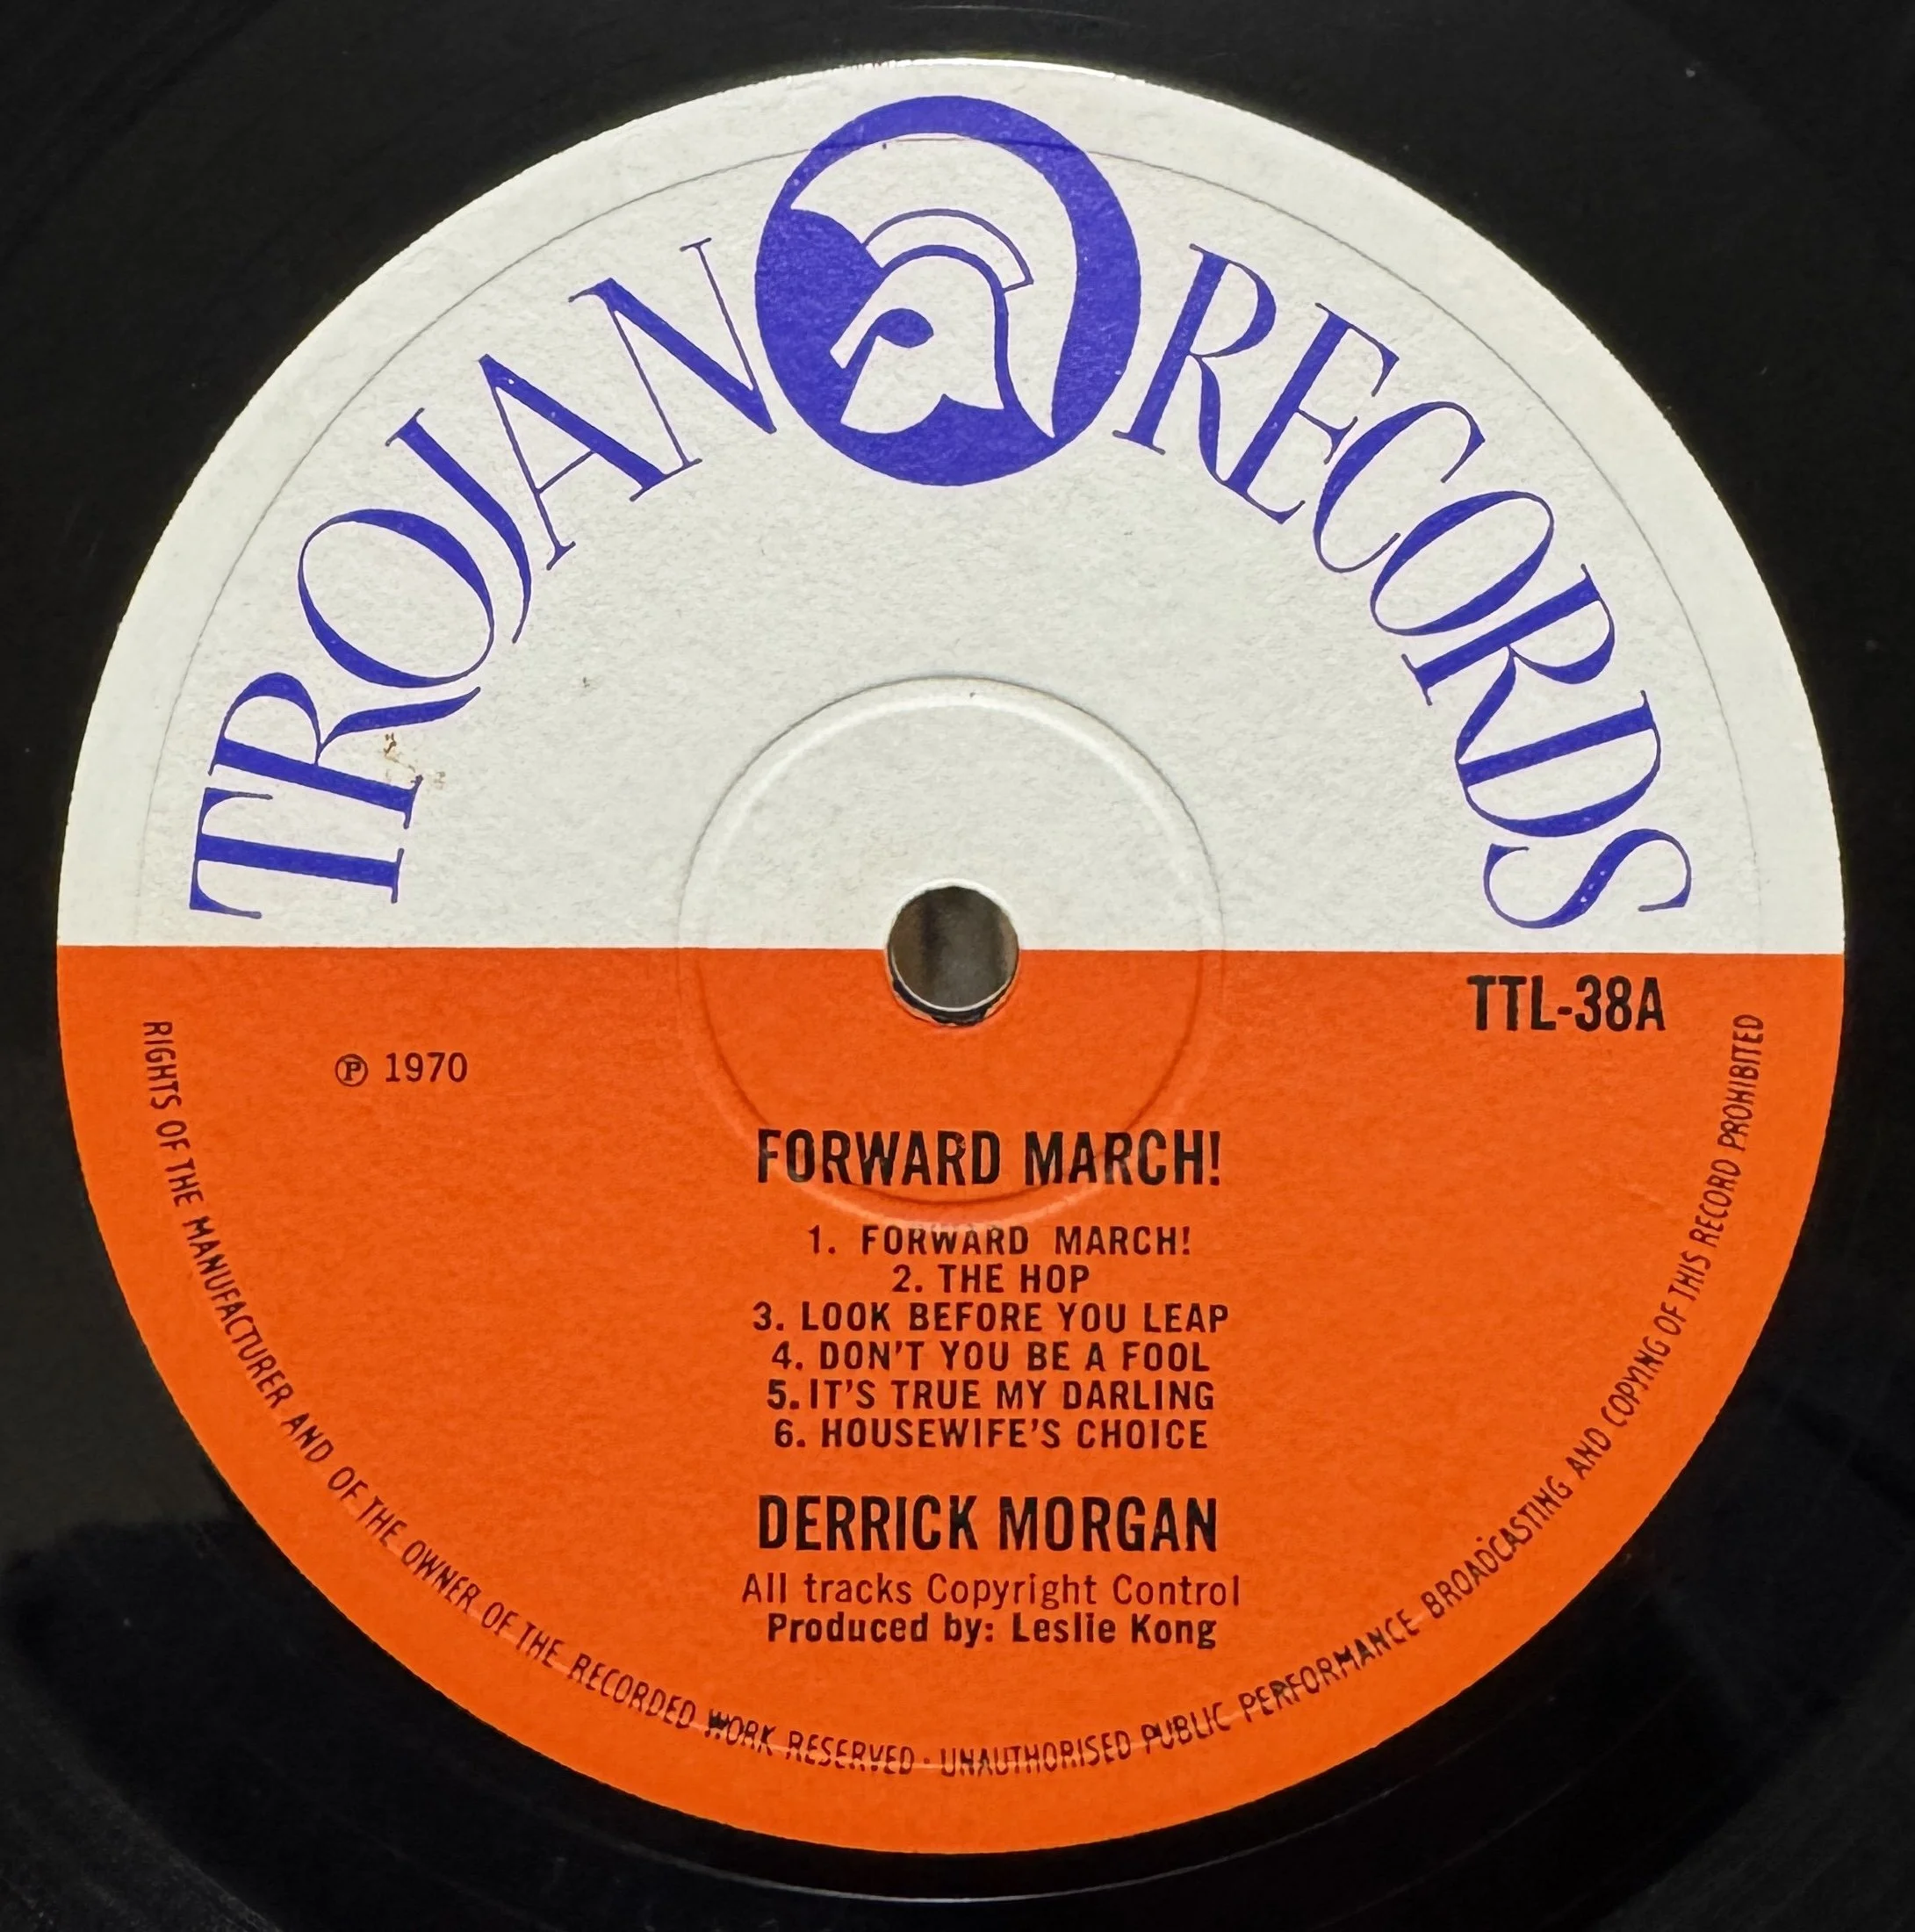 TROJAN RECORDS
TTL-38A
℗ 1970
FORWARD MARCH!
1. FORWARD MARCH!
2. THE HOP
3. LOOK BEFORE YOU LEAP
4. DON'T YOU BE A FOOL
5. IT'S TRUE MY DARLING
6. HOUSEWIFE'S CHOICE
DERRICK MORGAN
All tracks Copyright Control
Produced by: Leslie Kong
RIGHTS OF THE MANUFACTURER AND OF THE OWNER OF THE RECORDED WORK RESERVED · UNAUTHORISED PUBLIC PERFORMANCE BROADCASTING AND COPYING OF THIS RECORD PROHIBITED